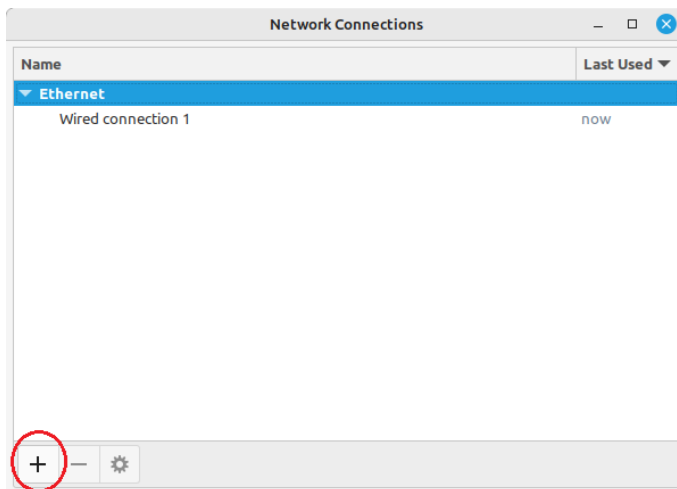 Network Connections
Name Last Used
Ethernet
Wired connection 1 now